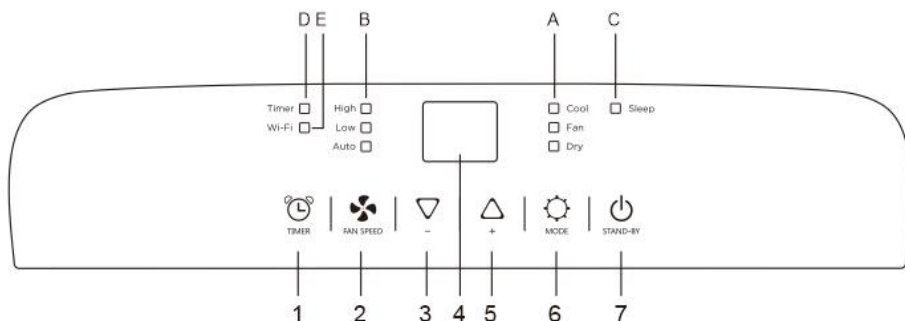 D E B A C
Timer High Cool Sleep
Wi-Fi Low Fan
Auto Dry
TIMER FAN SPEED - + MODE STAND-BY
1 2 3 4 5 6 7